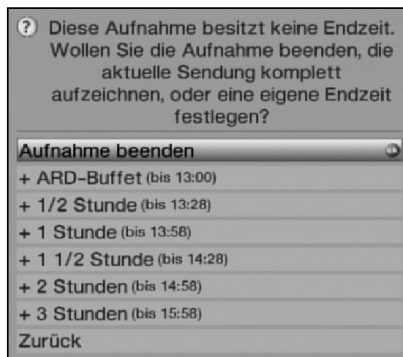 Diese Aufnahme besitzt keine Endzeit.
Wollen Sie die Aufnahme beenden, die
aktuelle Sendung komplett
aufzeichnen, oder eine eigene Endzeit
festlegen?
Aufnahme beenden
+ ARD-Buffet (bis 13:00)
+ 1/2 Stunde (bis 13:28)
+ 1 Stunde (bis 13:58)
+ 1 1/2 Stunde (bis 14:28)
+ 2 Stunden (bis 14:58)
+ 3 Stunden (bis 15:58)
Zurück